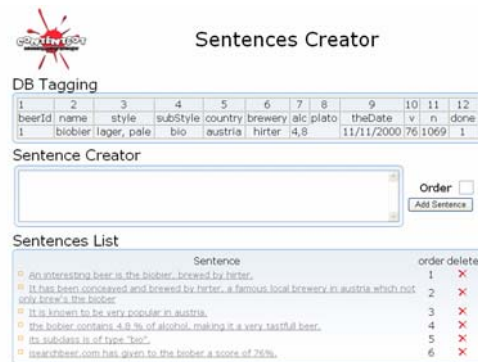 CONTENTBOT
Sentences Creator
DB Tagging
1 2 3 4 5 6 7 8 9 10 11 12
beerId name style subStyle country brewery alc plato theDate v n done
1 biobier lager, pale bio austria hirter 4,8 11/11/2000 76 1069 1
Sentence Creator
Order
Add Sentence
Sentences List
Sentence order delete
An interesting beer is the biobier, brewed by hirter. 1
It has been conceaved and brewed by hirter, a famous local brewery in austria which not 2
only brew's the biober
It is known to be very popular in austria. 3
the bobier contains 4,8 % of alcohol, making it a very tastfull beer. 4
its subclass is of type "bio". 5
isearchbeer.com has given to the biober a score of 76%. 6